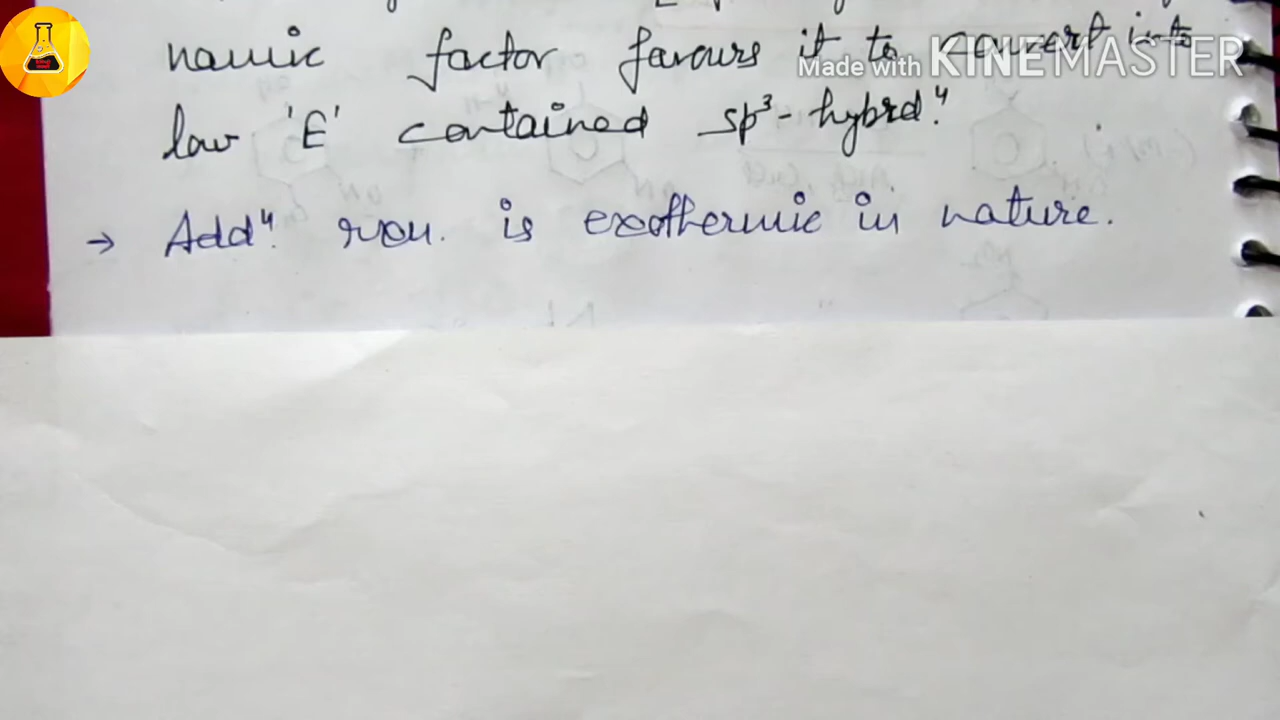 namic factor favours it to convert into
Made with KINEMASTER
low 'E' contained sp³-hybrdⁿ.
→ Addⁿ. rxn. is exothermic in nature.